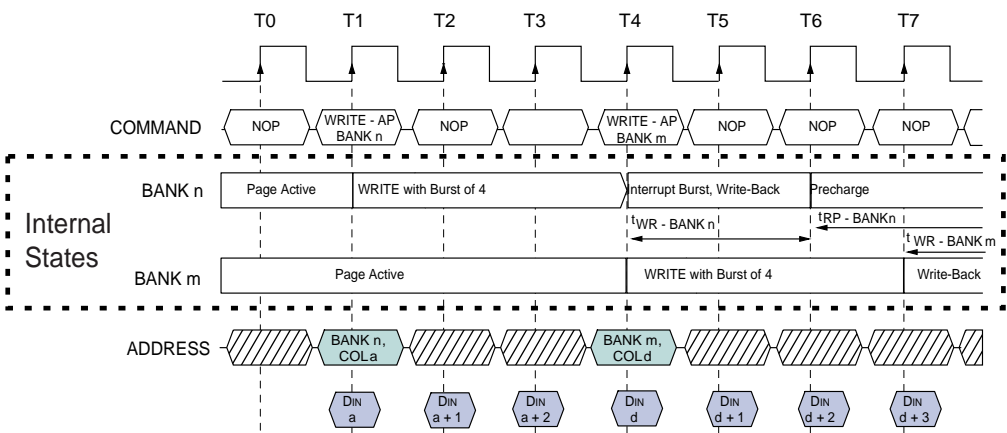 T0 T1 T2 T3 T4 T5 T6 T7
COMMAND
NOP
WRITE - AP
BANK n
NOP
WRITE - AP
BANK m
NOP
NOP
NOP
Internal
States
BANK n
Page Active
WRITE with Burst of 4
Interrupt Burst, Write-Back
Precharge
tWR - BANK n
tRP - BANKn
tWR - BANK m
BANK m
Page Active
WRITE with Burst of 4
Write-Back
ADDRESS
BANK n,
COLa
BANK m,
COLd
DIN
a
DIN
a + 1
DIN
a + 2
DIN
d
DIN
d + 1
DIN
d + 2
DIN
d + 3